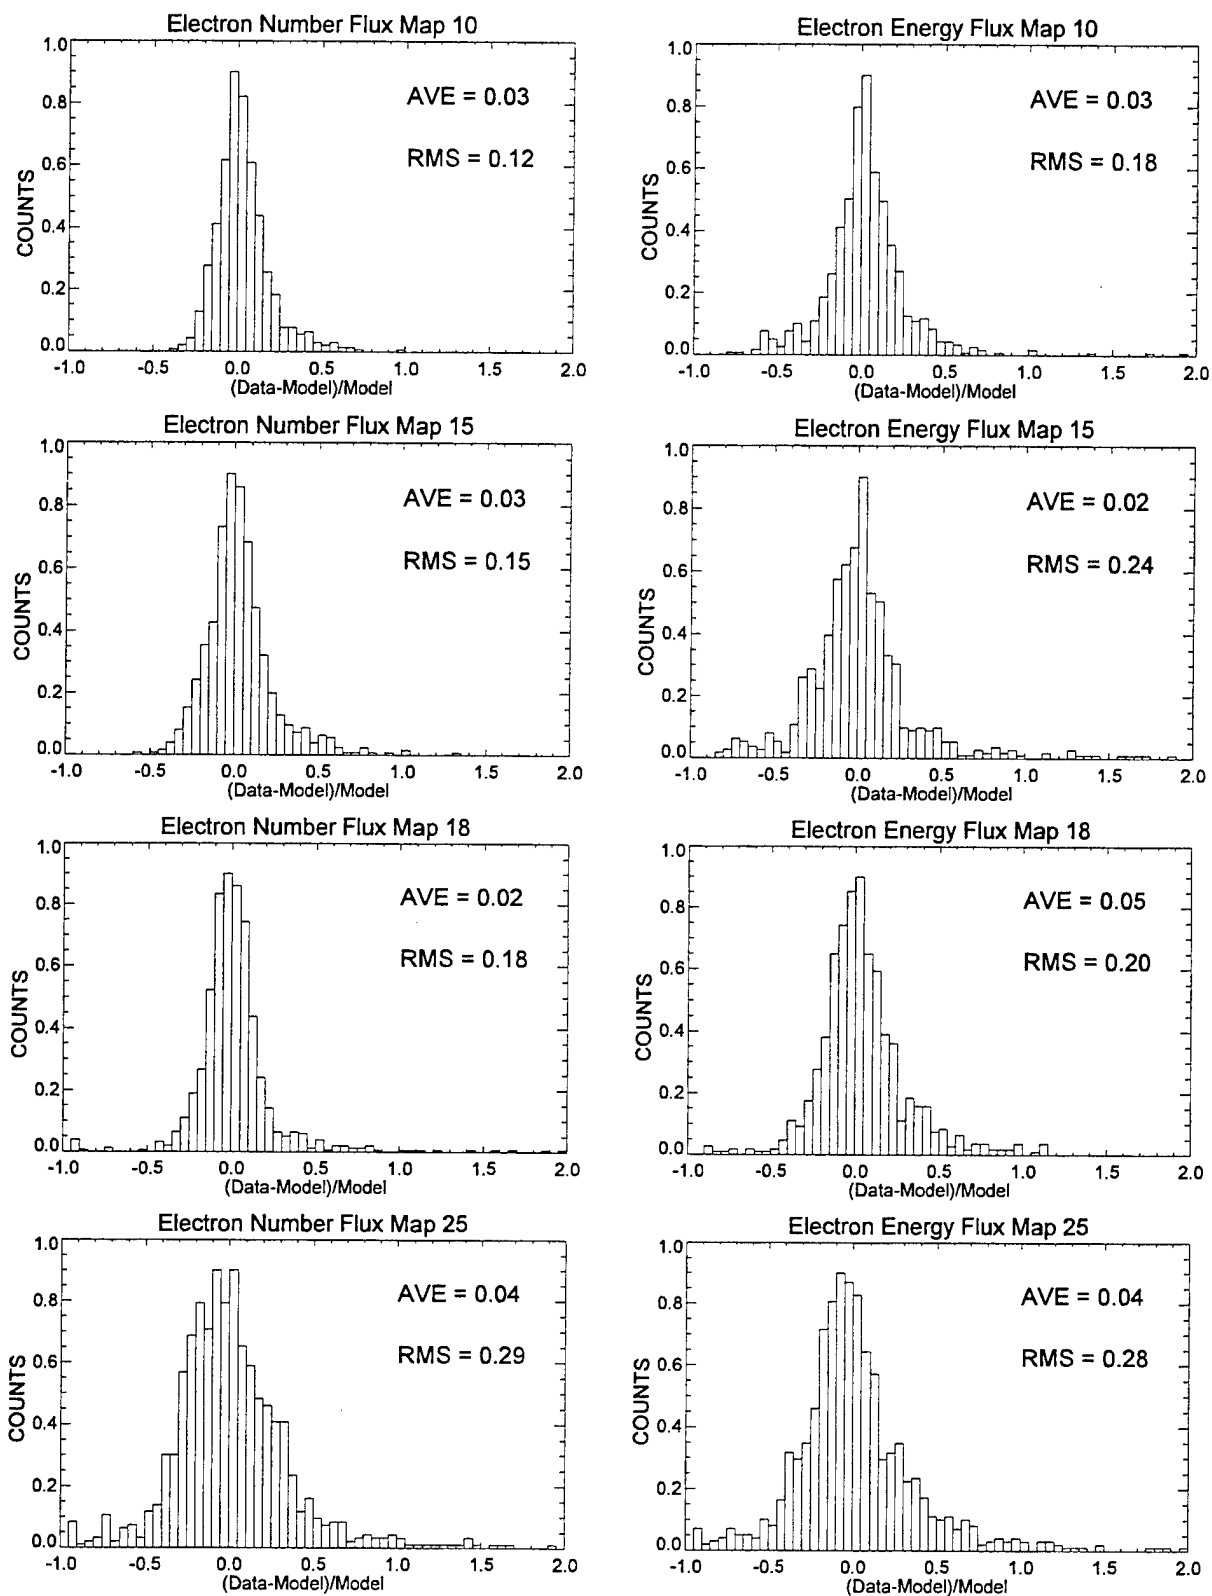 Electron Number Flux Map 10
1.0
0.8
0.6
0.4
0.2
0.0
COUNTS
AVE = 0.03
RMS = 0.12
-1.0 -0.5 0.0 0.5 1.0 1.5 2.0
(Data-Model)/Model
Electron Energy Flux Map 10
1.0
0.8
0.6
0.4
0.2
0.0
COUNTS
AVE = 0.03
RMS = 0.18
-1.0 -0.5 0.0 0.5 1.0 1.5 2.0
(Data-Model)/Model
Electron Number Flux Map 15
1.0
0.8
0.6
0.4
0.2
0.0
COUNTS
AVE = 0.03
RMS = 0.15
-1.0 -0.5 0.0 0.5 1.0 1.5 2.0
(Data-Model)/Model
Electron Energy Flux Map 15
1.0
0.8
0.6
0.4
0.2
0.0
COUNTS
AVE = 0.02
RMS = 0.24
-1.0 -0.5 0.0 0.5 1.0 1.5 2.0
(Data-Model)/Model
Electron Number Flux Map 18
1.0
0.8
0.6
0.4
0.2
0.0
COUNTS
AVE = 0.02
RMS = 0.18
-1.0 -0.5 0.0 0.5 1.0 1.5 2.0
(Data-Model)/Model
Electron Energy Flux Map 18
1.0
0.8
0.6
0.4
0.2
0.0
COUNTS
AVE = 0.05
RMS = 0.20
-1.0 -0.5 0.0 0.5 1.0 1.5 2.0
(Data-Model)/Model
Electron Number Flux Map 25
1.0
0.8
0.6
0.4
0.2
0.0
COUNTS
AVE = 0.04
RMS = 0.29
-1.0 -0.5 0.0 0.5 1.0 1.5 2.0
(Data-Model)/Model
Electron Energy Flux Map 25
1.0
0.8
0.6
0.4
0.2
0.0
COUNTS
AVE = 0.04
RMS = 0.28
-1.0 -0.5 0.0 0.5 1.0 1.5 2.0
(Data-Model)/Model